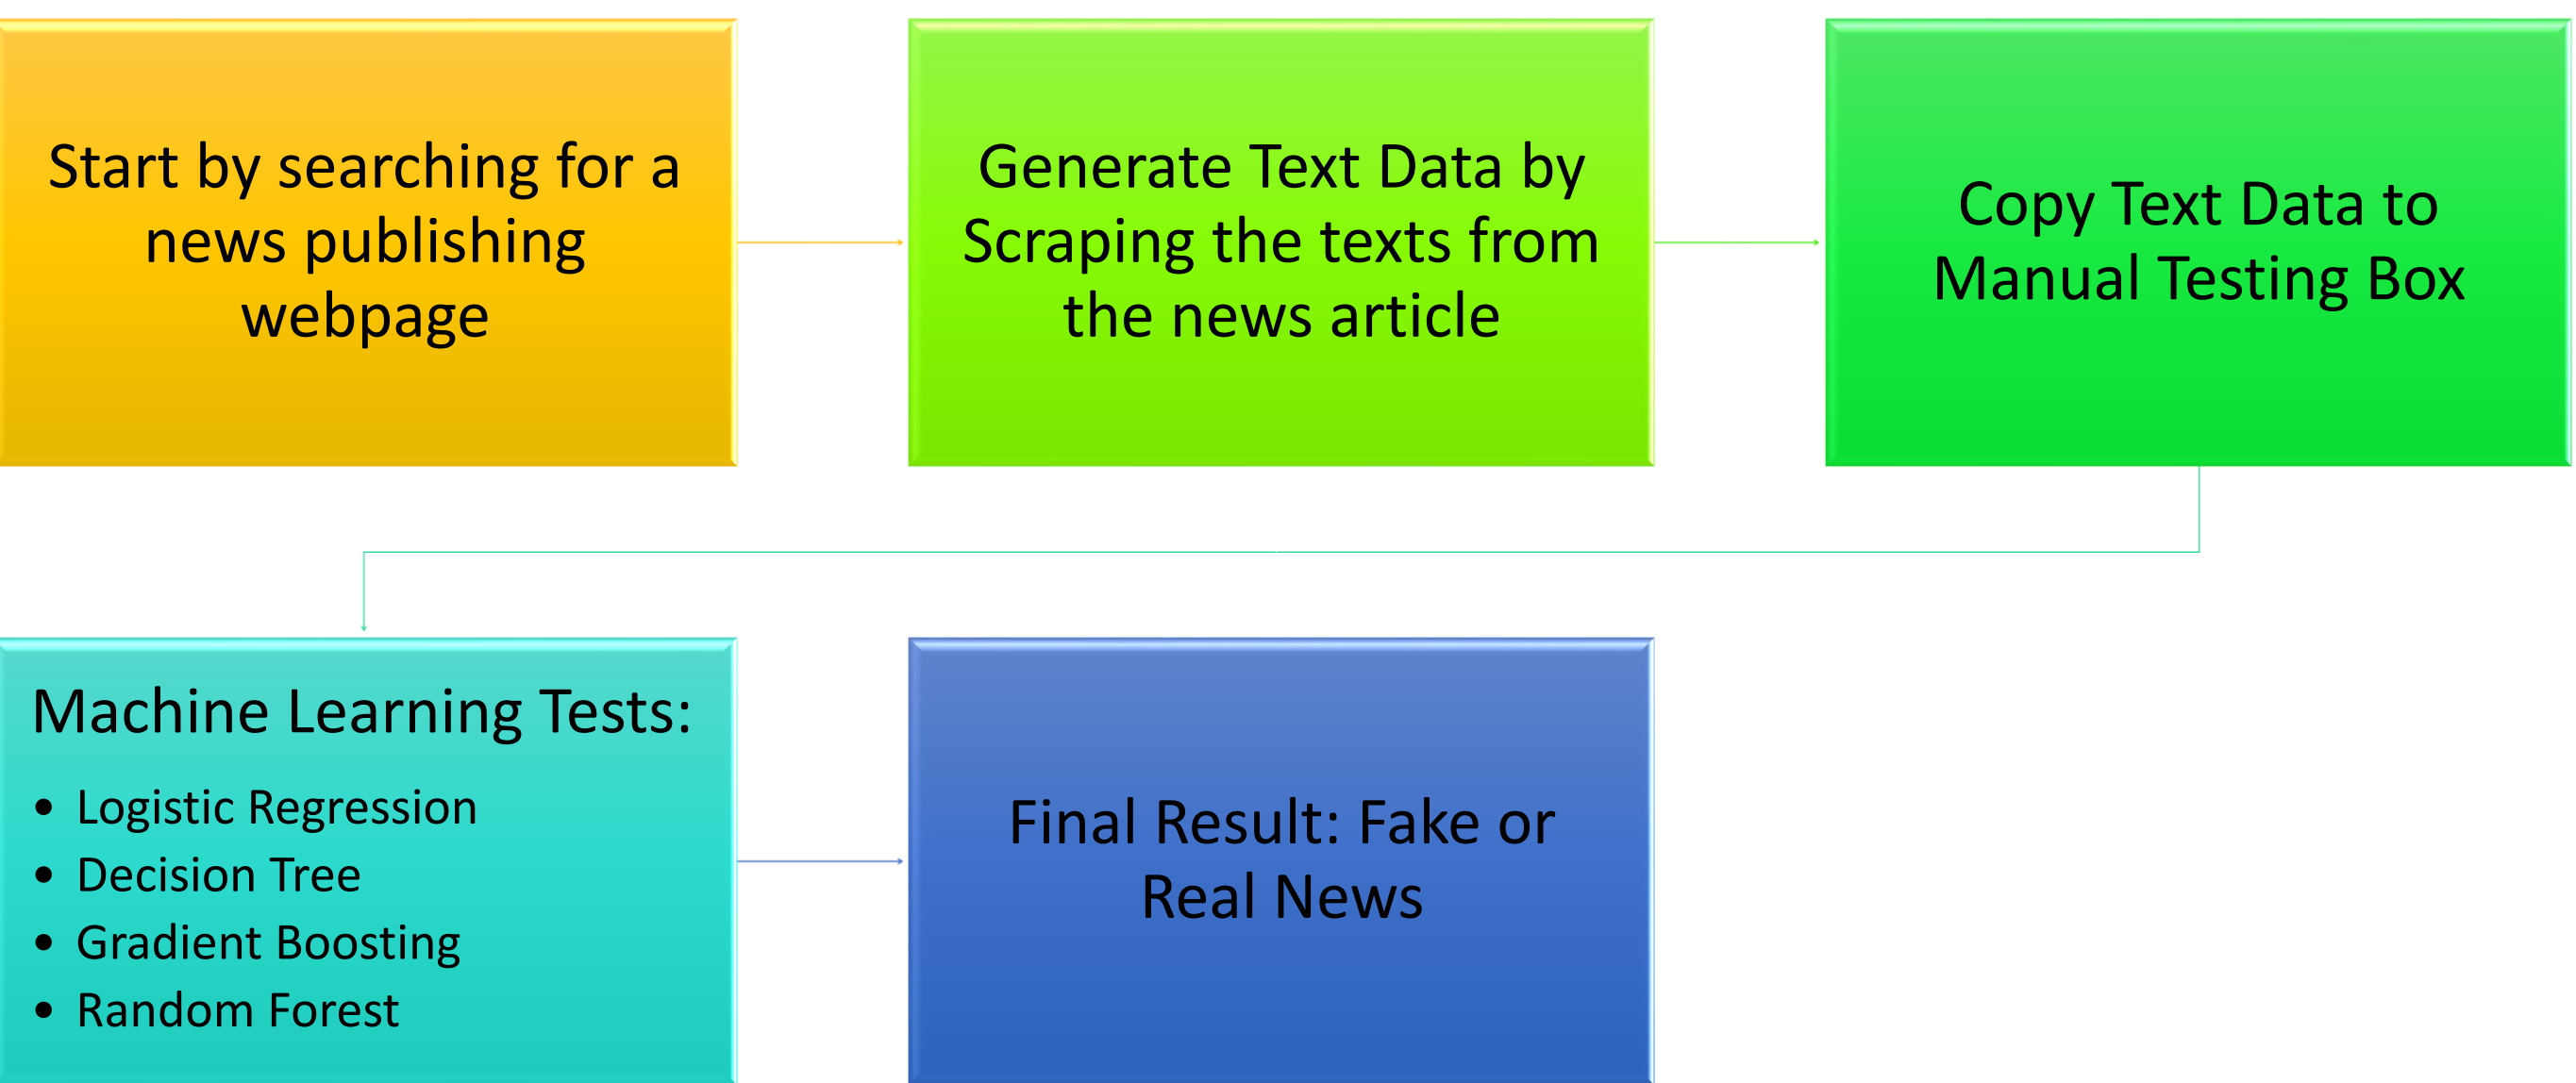 Start by searching for a
news publishing
webpage
Generate Text Data by
Scraping the texts from
the news article
Copy Text Data to
Manual Testing Box
Machine Learning Tests:
• Logistic Regression
• Decision Tree
• Gradient Boosting
• Random Forest
Final Result: Fake or
Real News